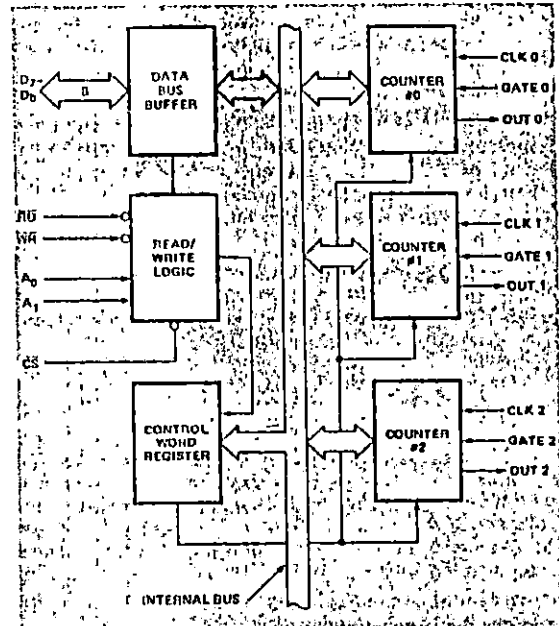 D7-
D0
8
DATA
BUS
BUFFER
RD
WR
A0
A1
CS
READ/
WRITE
LOGIC
CONTROL
WORD
REGISTER
INTERNAL BUS
COUNTER
#0
CLK 0
GATE 0
OUT 0
COUNTER
#1
CLK 1
GATE 1
OUT 1
COUNTER
#2
CLK 2
GATE 2
OUT 2